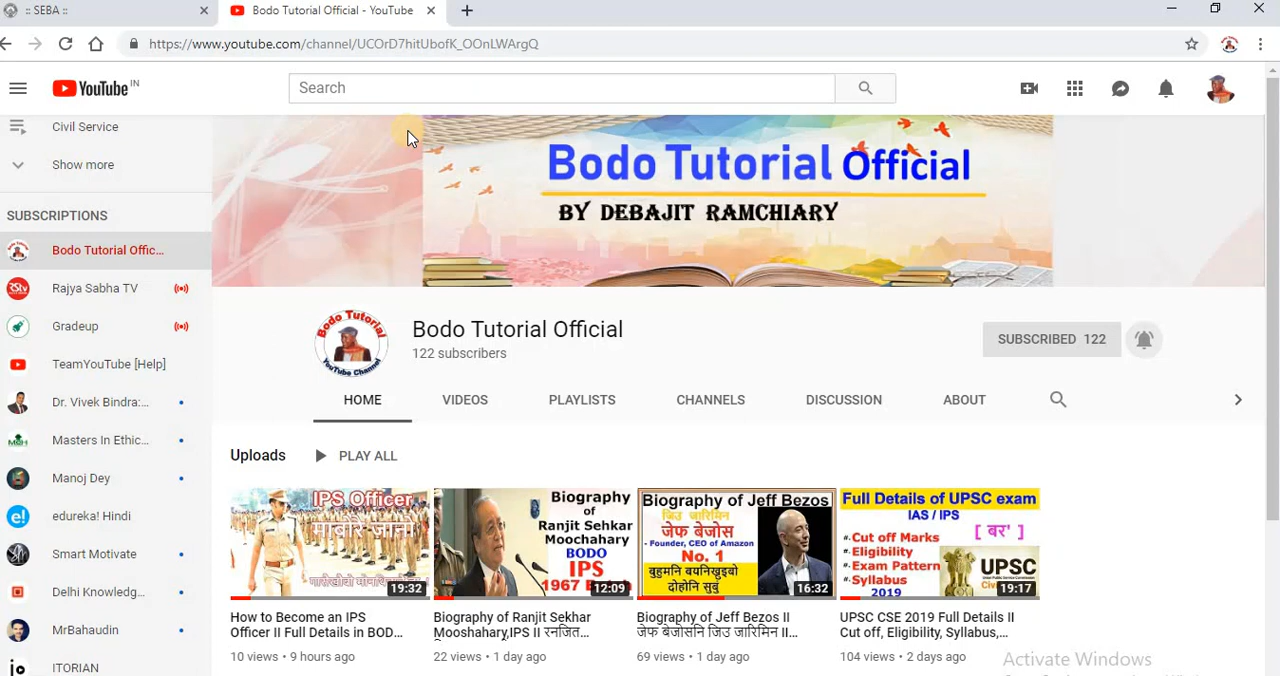 :: SEBA ::
Bodo Tutorial Official - YouTube
https://www.youtube.com/channel/UCOrD7hitUbofK_OOnLWArgQ
YouTube IN
Search
Civil Service
Show more
SUBSCRIPTIONS
Bodo Tutorial Offic...
Rajya Sabha TV
Gradeup
TeamYouTube [Help]
Dr. Vivek Bindra:...
Masters In Ethic...
Manoj Dey
edureka! Hindi
Smart Motivate
Delhi Knowledg...
MrBahaudin
ITORIAN
Bodo Tutorial Official
BY DEBAJIT RAMCHIARY
Bodo Tutorial
YouTube Channel
Bodo Tutorial Official
122 subscribers
SUBSCRIBED 122
HOME
VIDEOS
PLAYLISTS
CHANNELS
DISCUSSION
ABOUT
Uploads
PLAY ALL
IPS Officer
19:32
How to Become an IPS
Officer II Full Details in BOD...
10 views • 9 hours ago
Biography
of
Ranjit Sehkar
Moochahary
BODO
IPS
1967
12:09
Biography of Ranjit Sekhar
Mooshahary,IPS II रनजित...
22 views • 1 day ago
Biography of Jeff Bezos
जिउ जारिमिन
जेफ बेजोस
- Founder, CEO of Amazon
No. 1
16:32
Biography of Jeff Bezos II
जेफ बेजोसनि जिउ जारिमिन II...
69 views • 1 day ago
Full Details of UPSC exam
IAS / IPS
[ बर' ]
#.Cut off Marks
#.Eligibility
#.Exam Pattern
#.Syllabus
2019
UPSC
19:17
UPSC CSE 2019 Full Details II
Cut off, Eligibility, Syllabus,...
104 views • 2 days ago
Activate Windows